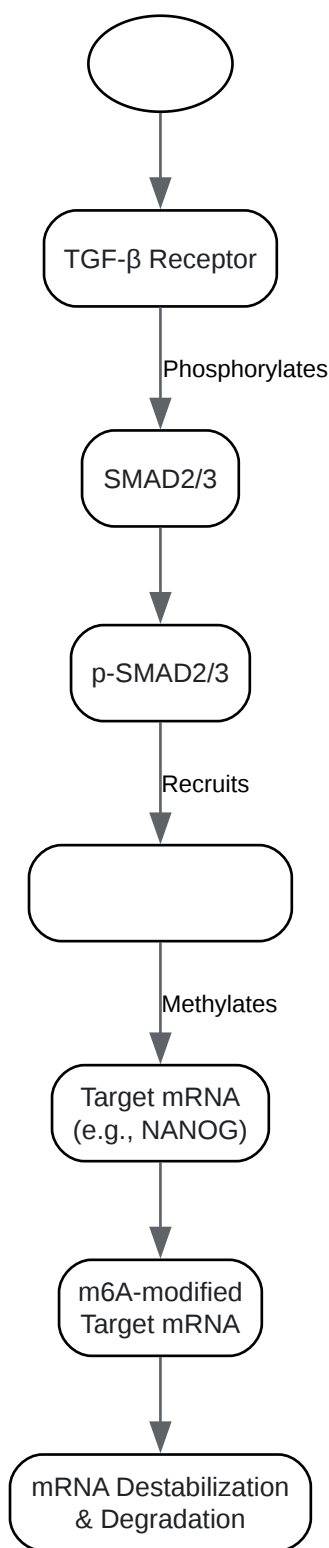 TGF-β Receptor
Phosphorylates
SMAD2/3
p-SMAD2/3
Recruits
Methylates
Target mRNA
(e.g., NANOG)
m6A-modified
Target mRNA
mRNA Destabilization
& Degradation